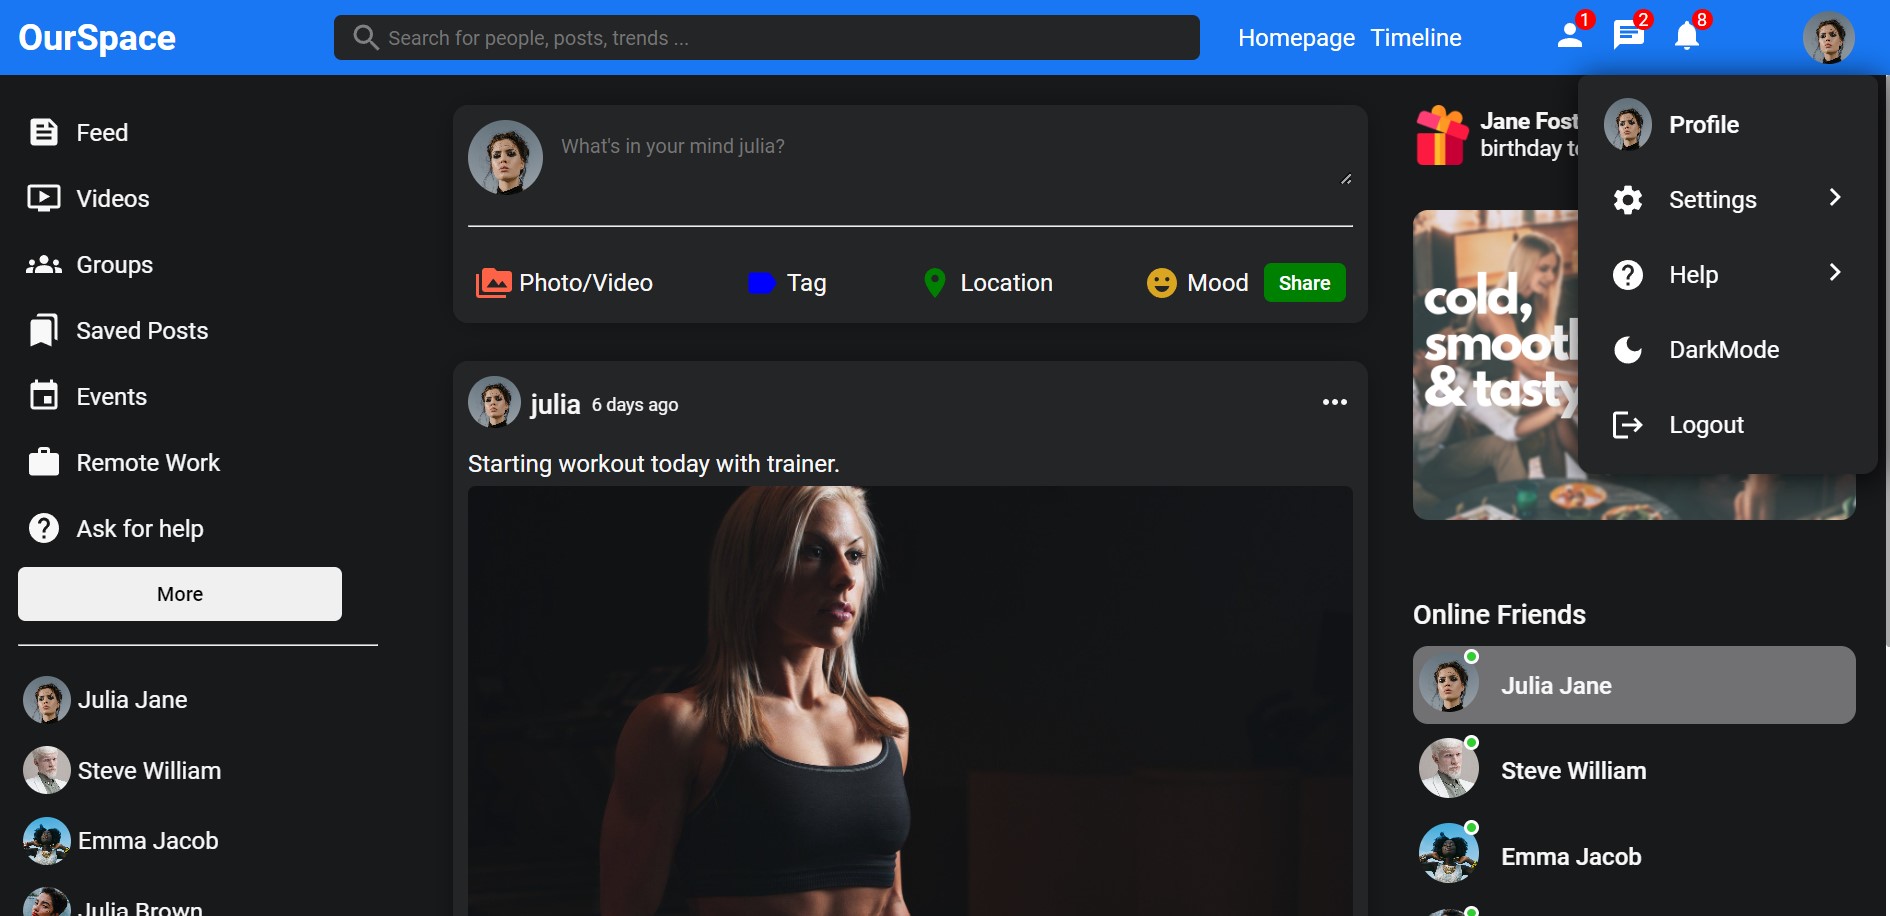 OurSpace
Search for people, posts, trends ...
Homepage Timeline
1
2
8
Feed
Videos
Groups
Saved Posts
Events
Remote Work
Ask for help
More
Julia Jane
Steve William
Emma Jacob
Julia Brown
What's in your mind julia?
Photo/Video Tag Location Mood Share
julia 6 days ago
Starting workout today with trainer.
Jane Fost
birthday
cold,
smooth
& tasty
Profile
Settings
Help
DarkMode
Logout
Online Friends
Julia Jane
Steve William
Emma Jacob